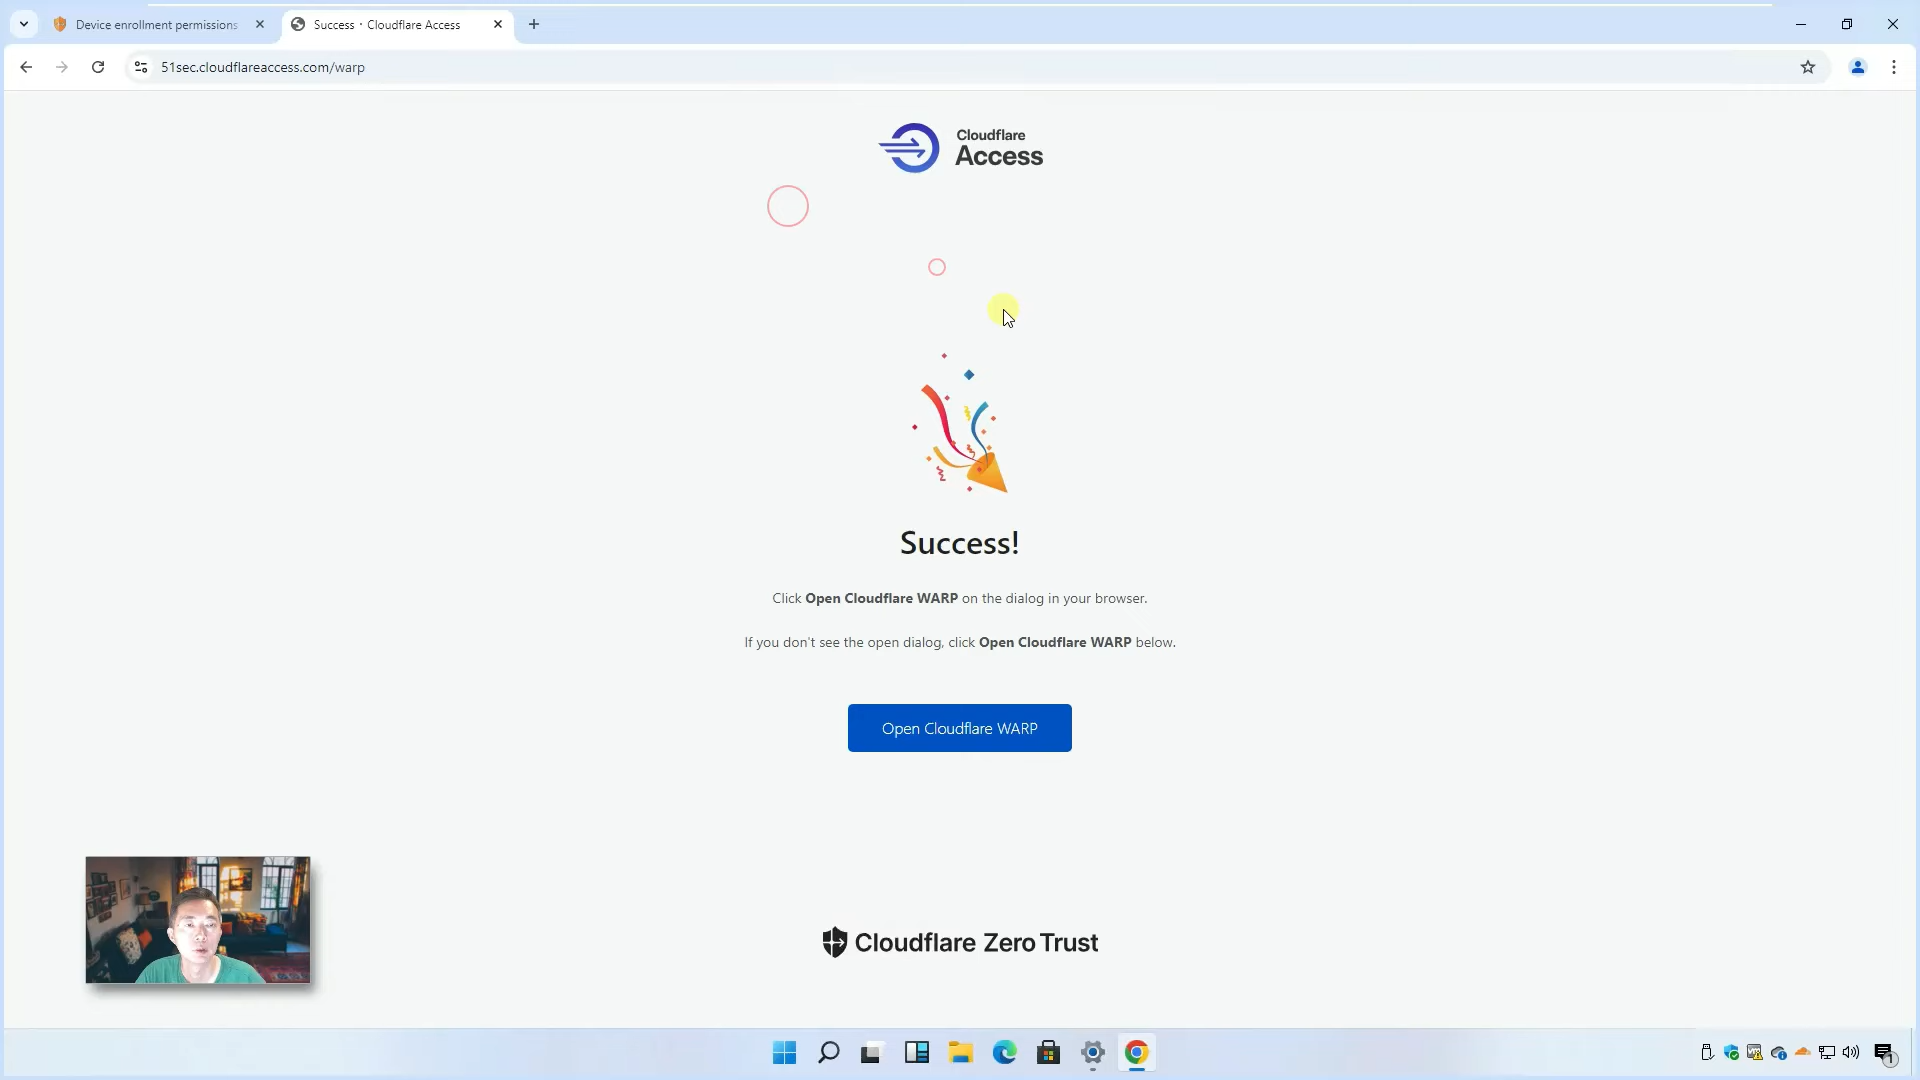 Device enrollment permissions
Success · Cloudflare Access
51sec.cloudflareaccess.com/warp
Cloudflare
Access
Success!
Click Open Cloudflare WARP on the dialog in your browser.
If you don't see the open dialog, click Open Cloudflare WARP below.
Open Cloudflare WARP
Cloudflare Zero Trust
1